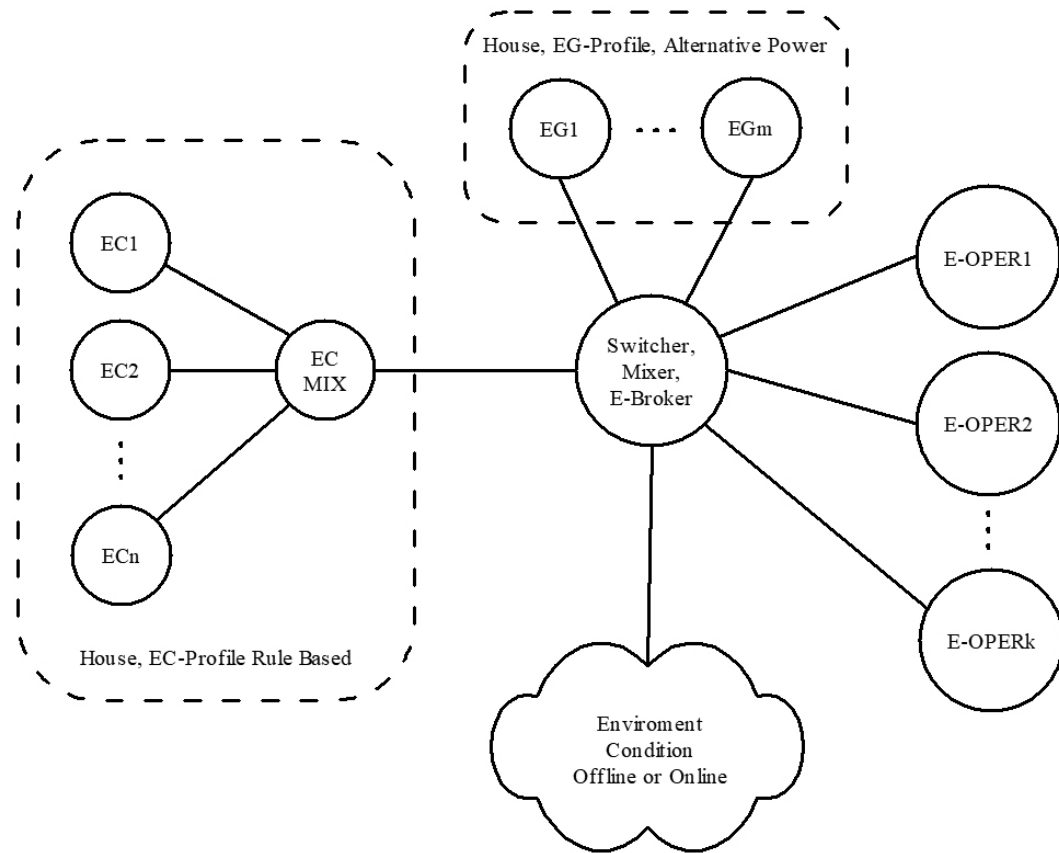 House, EG-Profile, Alternative Power
EG1
EGm
EC1
EC2
ECn
EC
MIX
House, EC-Profile Rule Based
Switcher,
Mixer,
E-Broker
E-OPER1
E-OPER2
E-OPERk
Enviroment
Condition
Offline or Online